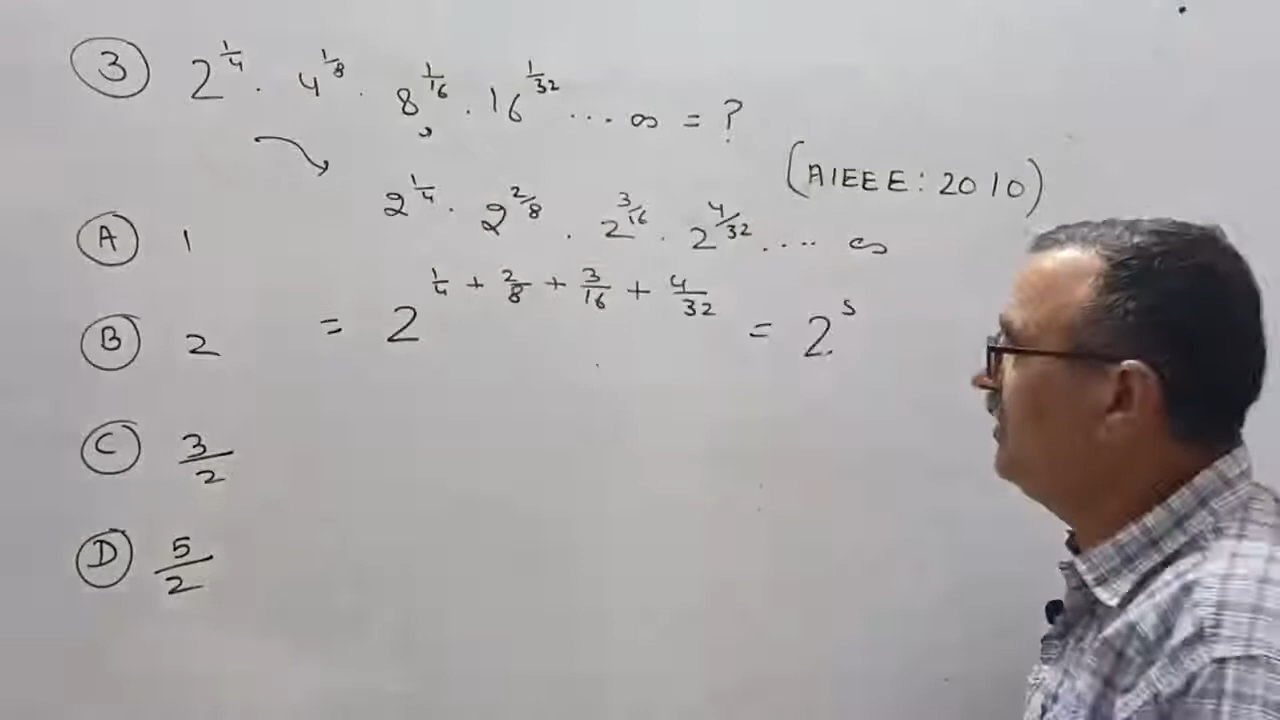 ③ 2^{1/4} . 4^{1/8} . 8^{1/16} . 16^{1/32} ... ∞ = ?
(AIEEE: 2010)
2^{1/4} . 2^{2/8} . 2^{3/16} . 2^{4/32} .... ∞
Ⓐ 1
= 2^{1/4 + 2/8 + 3/16 + 4/32} = 2^s
Ⓑ 2
Ⓒ 3/2
Ⓓ 5/2